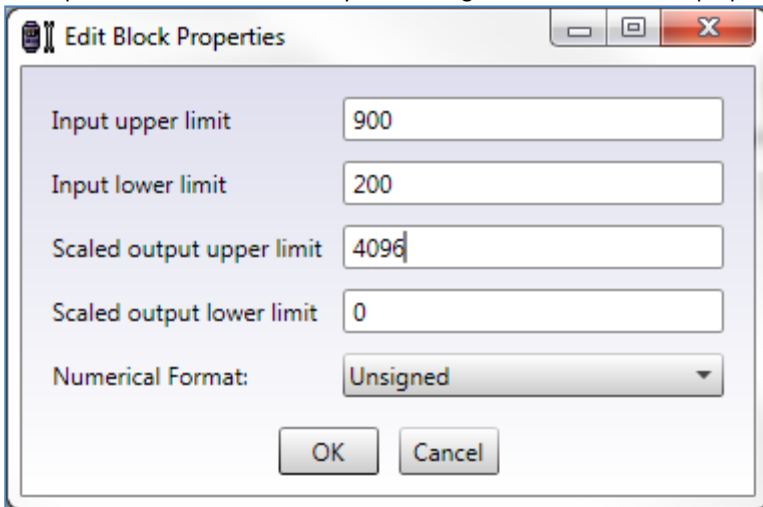 Edit Block Properties
Input upper limit 900
Input lower limit 200
Scaled output upper limit 4096
Scaled output lower limit 0
Numerical Format: Unsigned
OK Cancel